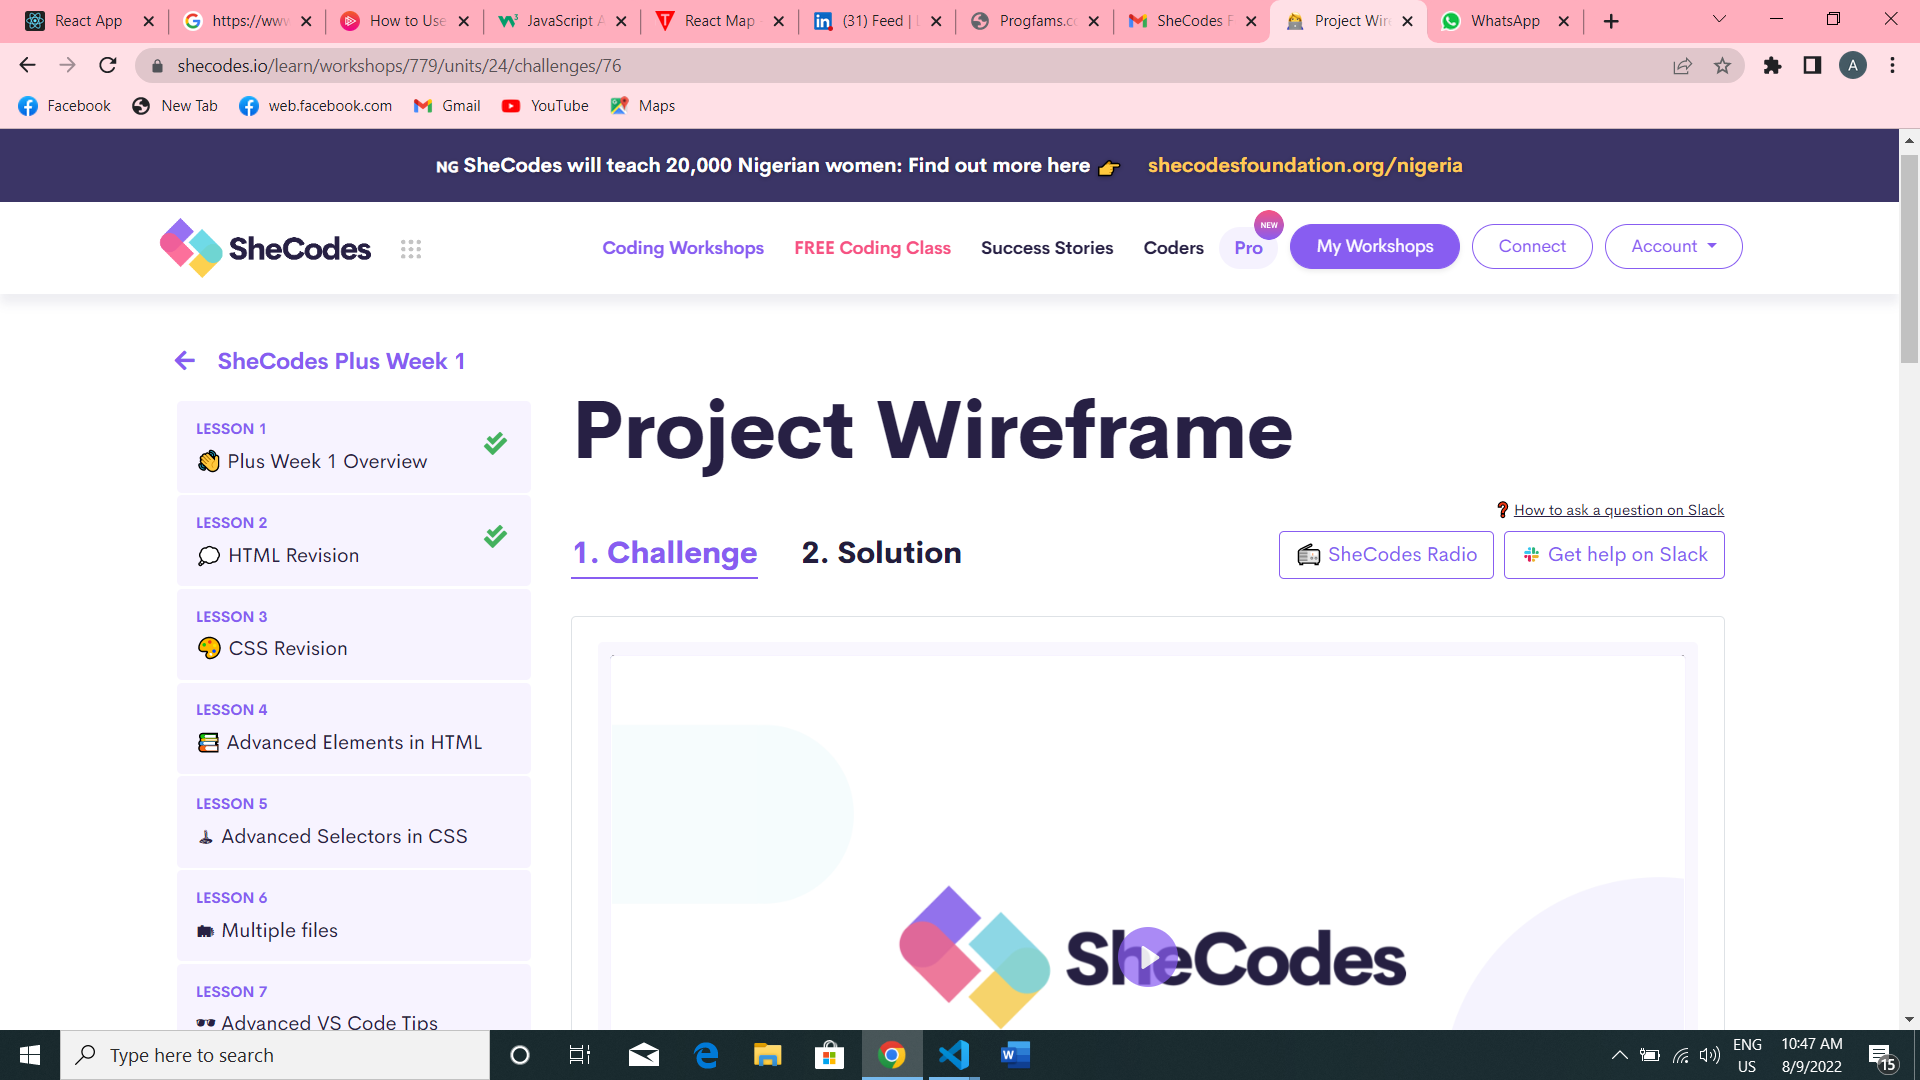 React App
https://www
How to Use
JavaScript A
React Map
(31) Feed |
Progfams.co
SheCodes F
Project Wire
WhatsApp
shecodes.io/learn/workshops/779/units/24/challenges/76
A
Facebook
New Tab
web.facebook.com
Gmail
YouTube
Maps
NG SheCodes will teach 20,000 Nigerian women: Find out more here 👉 shecodesfoundation.org/nigeria
SheCodes
Coding Workshops
FREE Coding Class
Success Stories
Coders
Pro
NEW
My Workshops
Connect
Account
SheCodes Plus Week 1
LESSON 1
👏 Plus Week 1 Overview
LESSON 2
💭 HTML Revision
LESSON 3
🎨 CSS Revision
LESSON 4
📚 Advanced Elements in HTML
LESSON 5
🕹 Advanced Selectors in CSS
LESSON 6
Multiple files
LESSON 7
🕶 Advanced VS Code Tips
Project Wireframe
❓ How to ask a question on Slack
1. Challenge
2. Solution
📻 SheCodes Radio
Get help on Slack
SheCodes
Type here to search
ENG
US
10:47 AM
8/9/2022
15